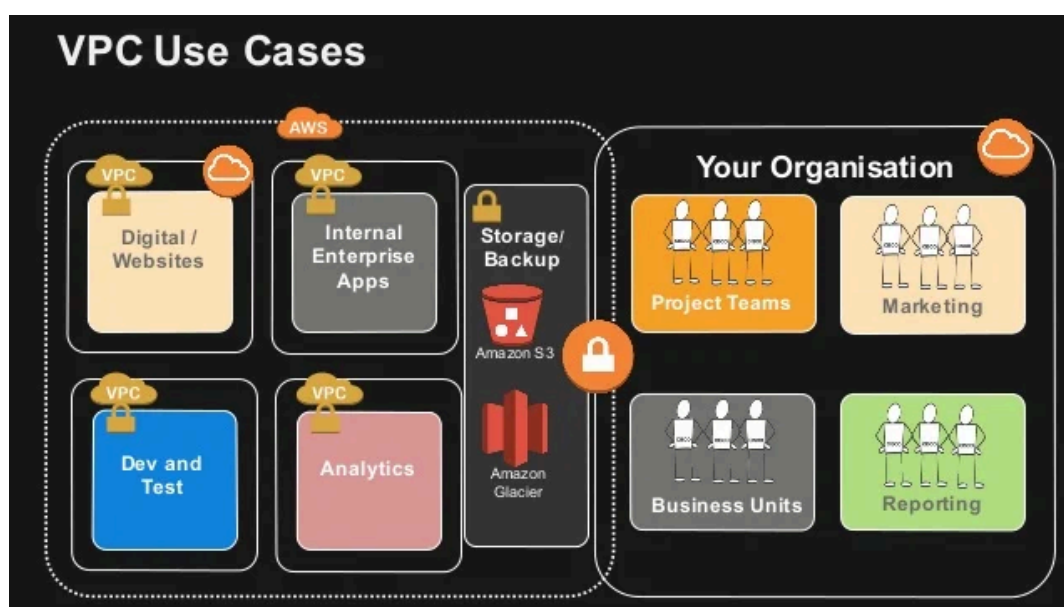 VPC Use Cases
AWS
VPC
Digital /
Websites
VPC
Internal
Enterprise
Apps
Storage/
Backup
Amazon S3
Amazon
Glacier
VPC
Dev and
Test
VPC
Analytics
Your Organisation
Project Teams
Marketing
Business Units
Reporting